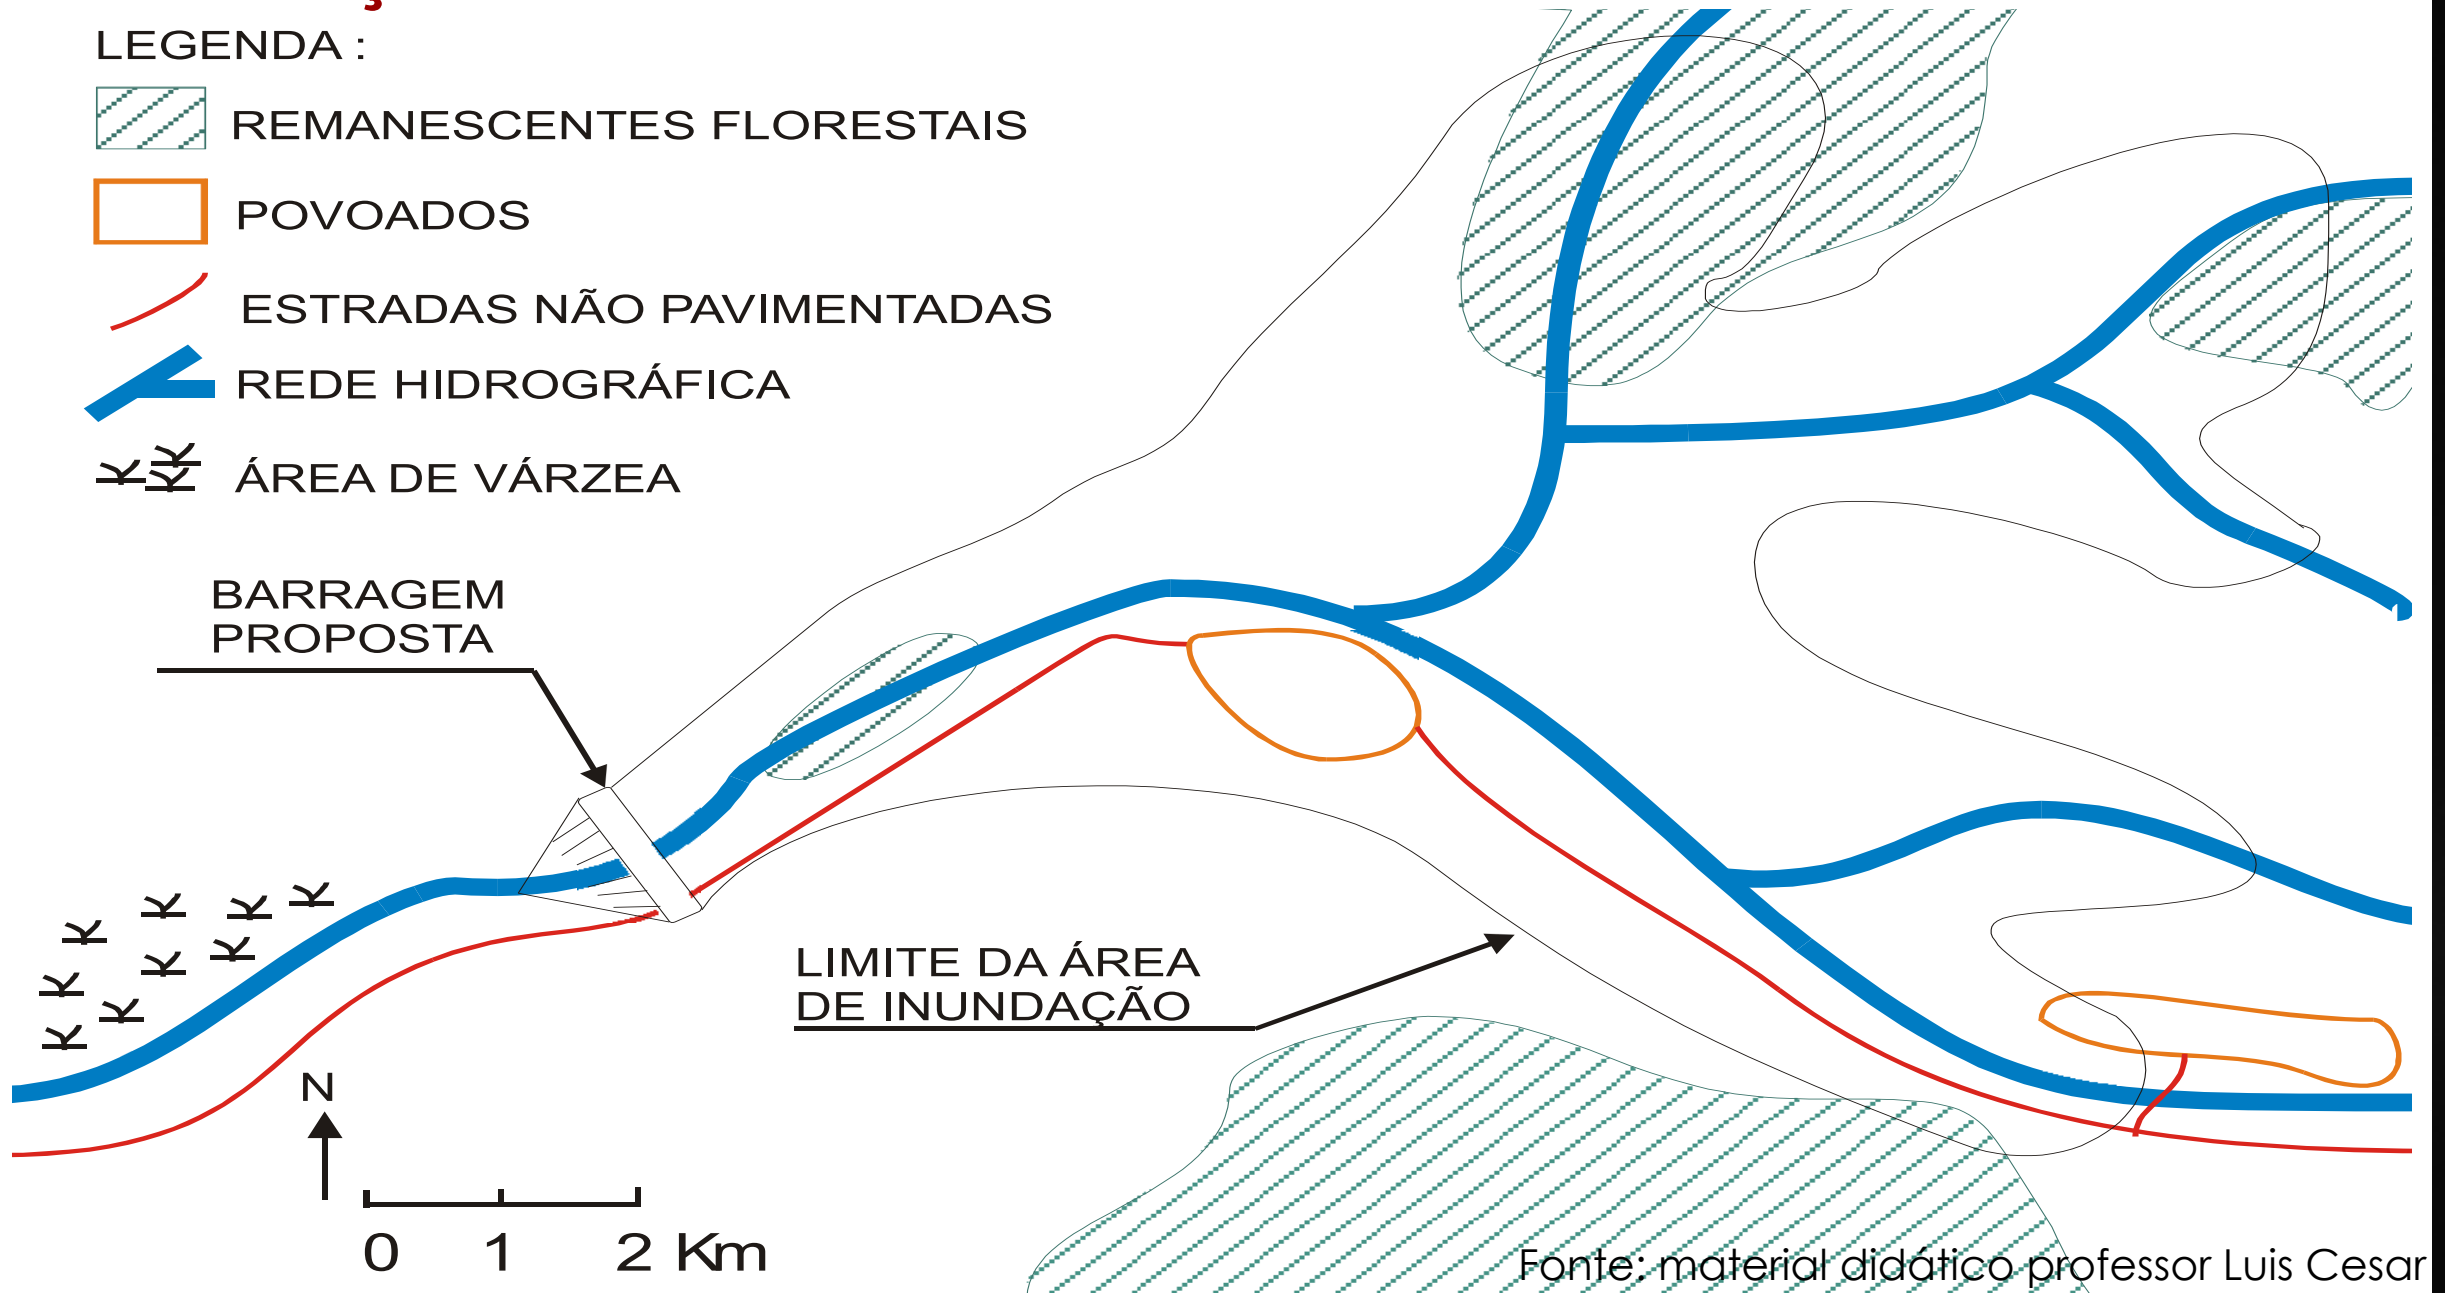 LEGENDA :
REMANESCENTES FLORESTAIS
POVOADOS
ESTRADAS NÃO PAVIMENTADAS
REDE HIDROGRÁFICA
ÁREA DE VÁRZEA
BARRAGEM
PROPOSTA
LIMITE DA ÁREA
DE INUNDAÇÃO
N
0 1 2 Km
Fonte: material didático professor Luis Cesar